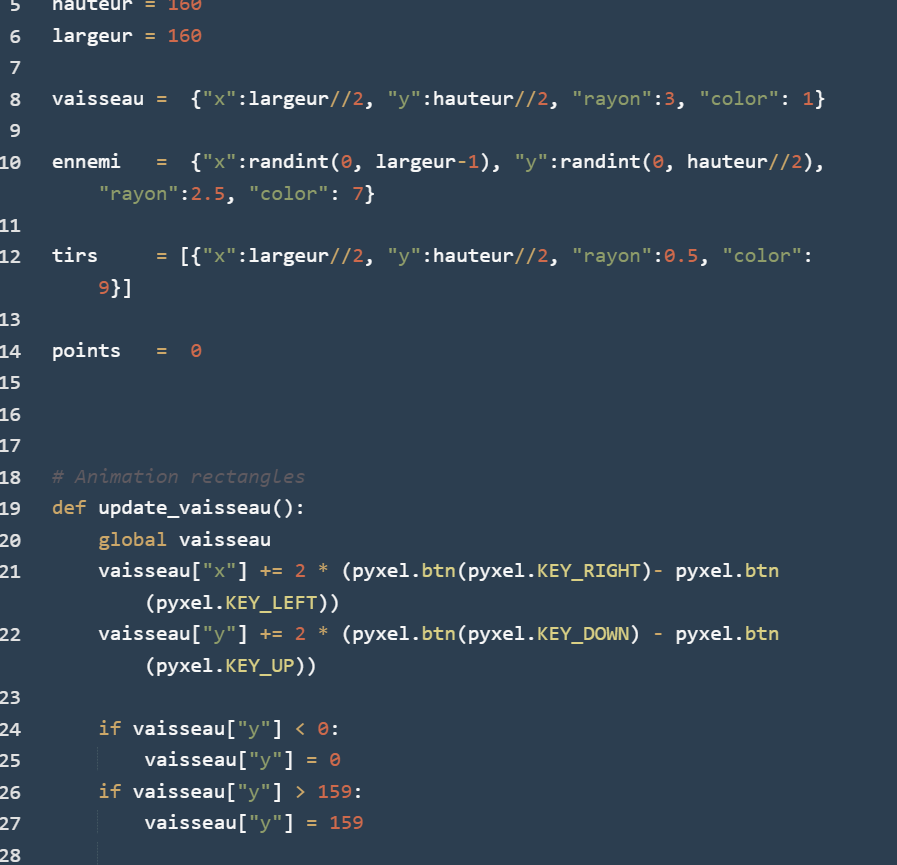 5 hauteur = 160
6 largeur = 160
7
8 vaisseau =  {"x":largeur//2, "y":hauteur//2, "rayon":3, "color": 1}
9
10 ennemi   =  {"x":randint(0, largeur-1), "y":randint(0, hauteur//2),
"rayon":2.5, "color": 7}
11
12 tirs     = [{"x":largeur//2, "y":hauteur//2, "rayon":0.5, "color":
9}]
13
14 points   =  0
15
16
17
18 # Animation rectangles
19 def update_vaisseau():
20     global vaisseau
21     vaisseau["x"] += 2 * (pyxel.btn(pyxel.KEY_RIGHT)- pyxel.btn
(pyxel.KEY_LEFT))
22     vaisseau["y"] += 2 * (pyxel.btn(pyxel.KEY_DOWN) - pyxel.btn
(pyxel.KEY_UP))
23
24     if vaisseau["y"] < 0:
25         vaisseau["y"] = 0
26     if vaisseau["y"] > 159:
27         vaisseau["y"] = 159
28